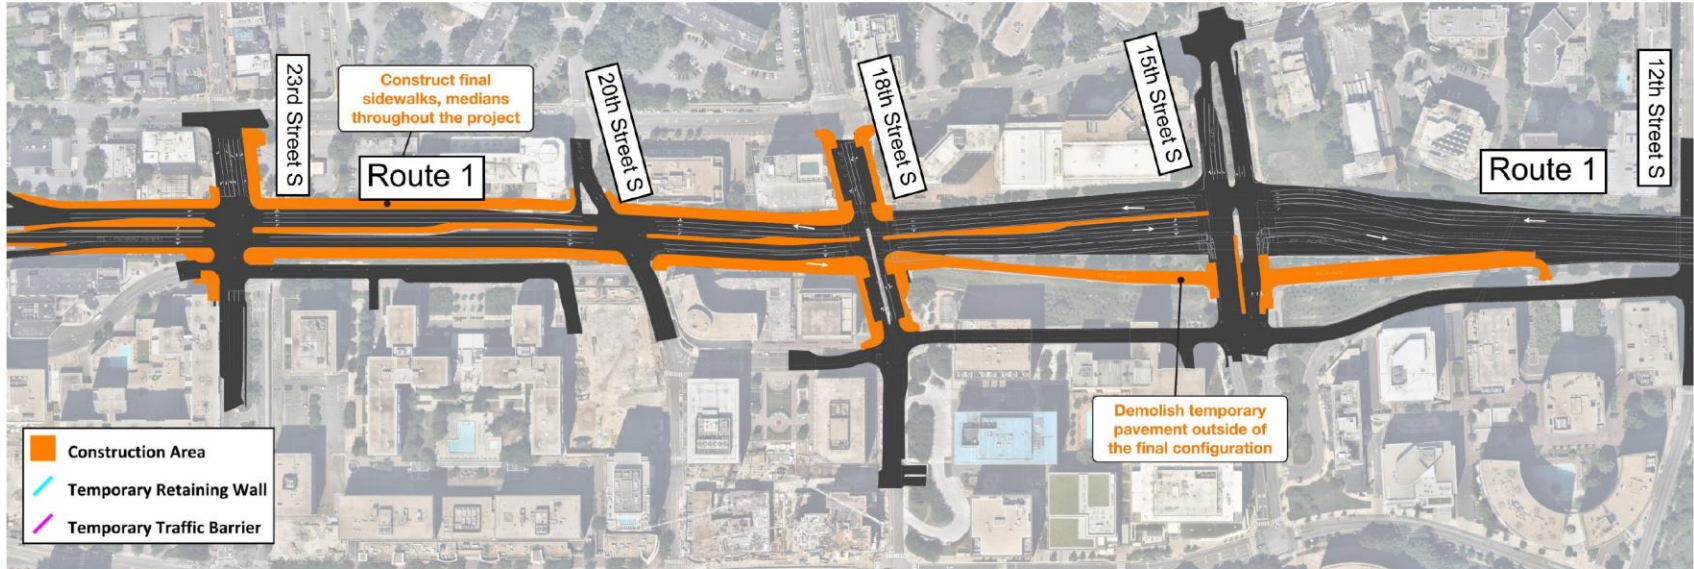 23rd Street S
Construct final
sidewalks, medians
throughout the project
Route 1
20th Street S
18th Street S
15th Street S
Route 1
12th Street S
Demolish temporary
pavement outside of
the final configuration
Construction Area
Temporary Retaining Wall
Temporary Traffic Barrier